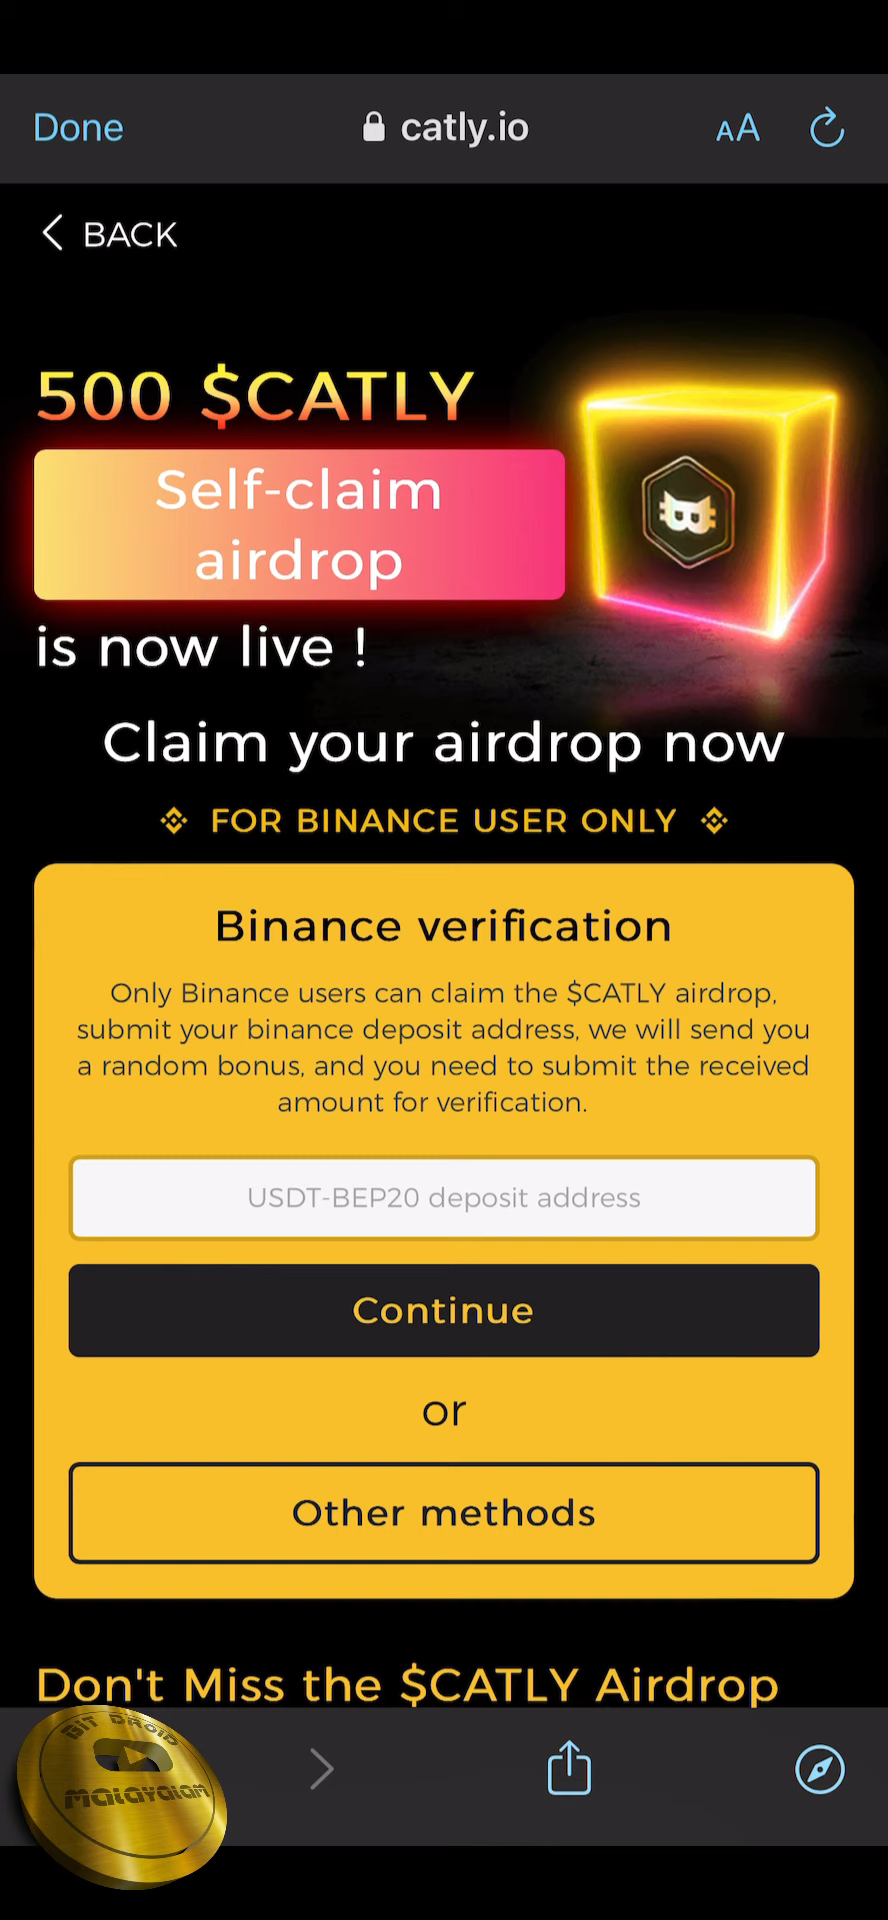 Done
catly.io
AA
BACK
500 $CATLY
Self-claim
airdrop
is now live !
Claim your airdrop now
FOR BINANCE USER ONLY
Binance verification
Only Binance users can claim the $CATLY airdrop,
submit your binance deposit address, we will send you
a random bonus, and you need to submit the received
amount for verification.
USDT-BEP20 deposit address
Continue
or
Other methods
Don't Miss the $CATLY Airdrop
BIT DROID
MALAYALAM